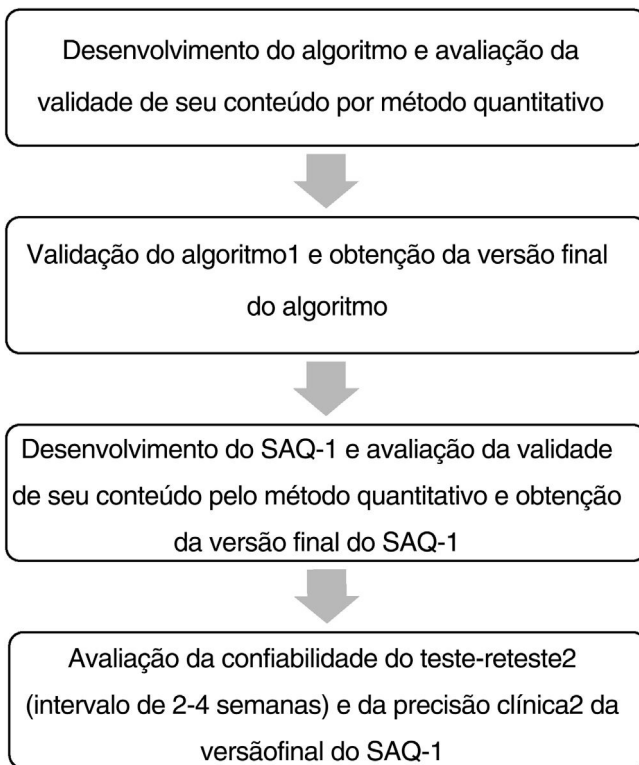 Desenvolvimento do algoritmo e avaliação da
validade de seu conteúdo por método quantitativo
Validação do algoritmo1 e obtenção da versão final
do algoritmo
Desenvolvimento do SAQ-1 e avaliação da validade
de seu conteúdo pelo método quantitativo e obtenção
da versão final do SAQ-1
Avaliação da confiabilidade do teste-reteste2
(intervalo de 2-4 semanas) e da precisão clínica2 da
versãofinal do SAQ-1